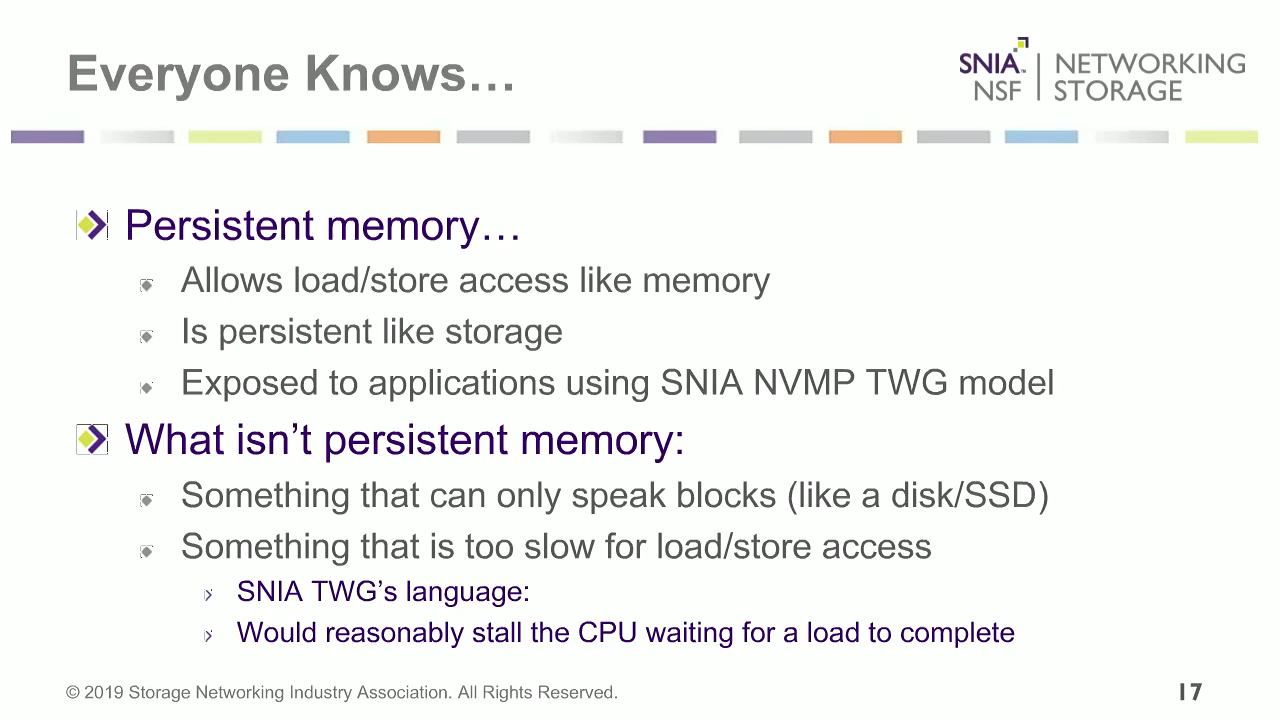 Everyone Knows…
SNIA™ NSF | NETWORKING STORAGE
Persistent memory…
Allows load/store access like memory
Is persistent like storage
Exposed to applications using SNIA NVMP TWG model
What isn’t persistent memory:
Something that can only speak blocks (like a disk/SSD)
Something that is too slow for load/store access
SNIA TWG’s language:
Would reasonably stall the CPU waiting for a load to complete
© 2019 Storage Networking Industry Association. All Rights Reserved.
17